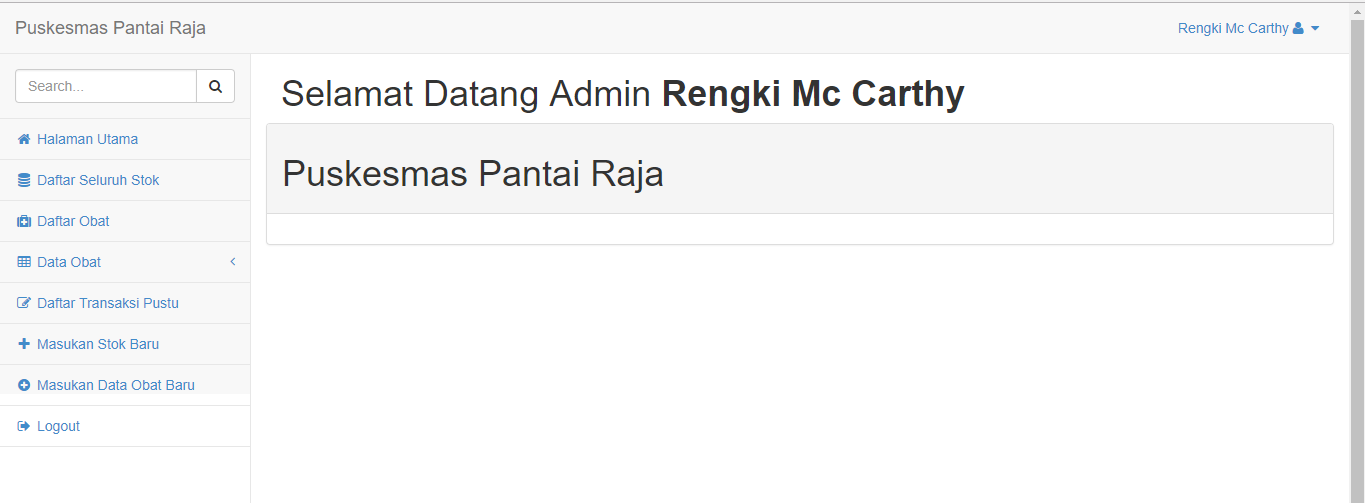 Puskesmas Pantai Raja
Rengki Mc Carthy
Search...
Selamat Datang Admin Rengki Mc Carthy
Halaman Utama
Daftar Seluruh Stok
Daftar Obat
Data Obat
Daftar Transaksi Pustu
Masukan Stok Baru
Masukan Data Obat Baru
Logout
Puskesmas Pantai Raja